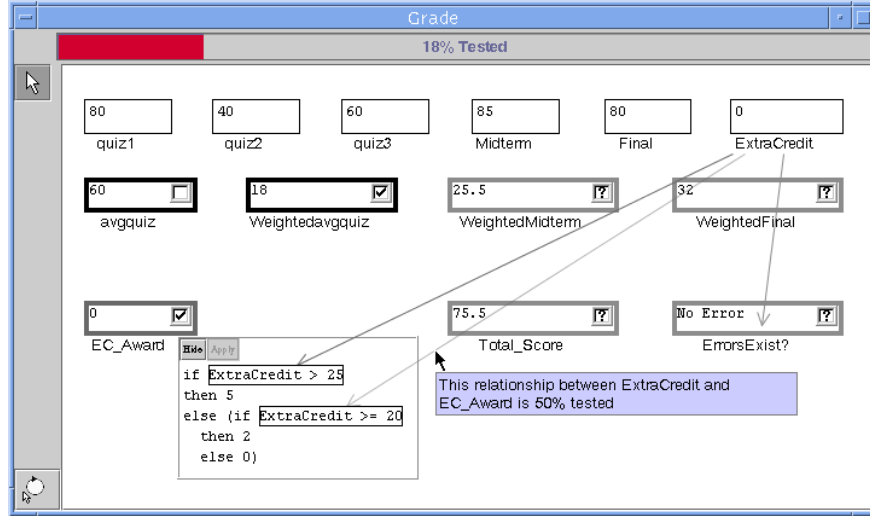 Grade
18% Tested
80 40 60 85 80 0
quiz1 quiz2 quiz3 Midterm Final ExtraCredit
60 18 25.5 ? 32 ?
avgquiz Weightedavgquiz WeightedMidterm WeightedFinal
0 75.5 ? No Error ?
EC_Award Total_Score ErrorsExist?
Hide Apply
if ExtraCredit > 25
then 5
else (if ExtraCredit >= 20
then 2
else 0)
This relationship between ExtraCredit and
EC_Award is 50% tested